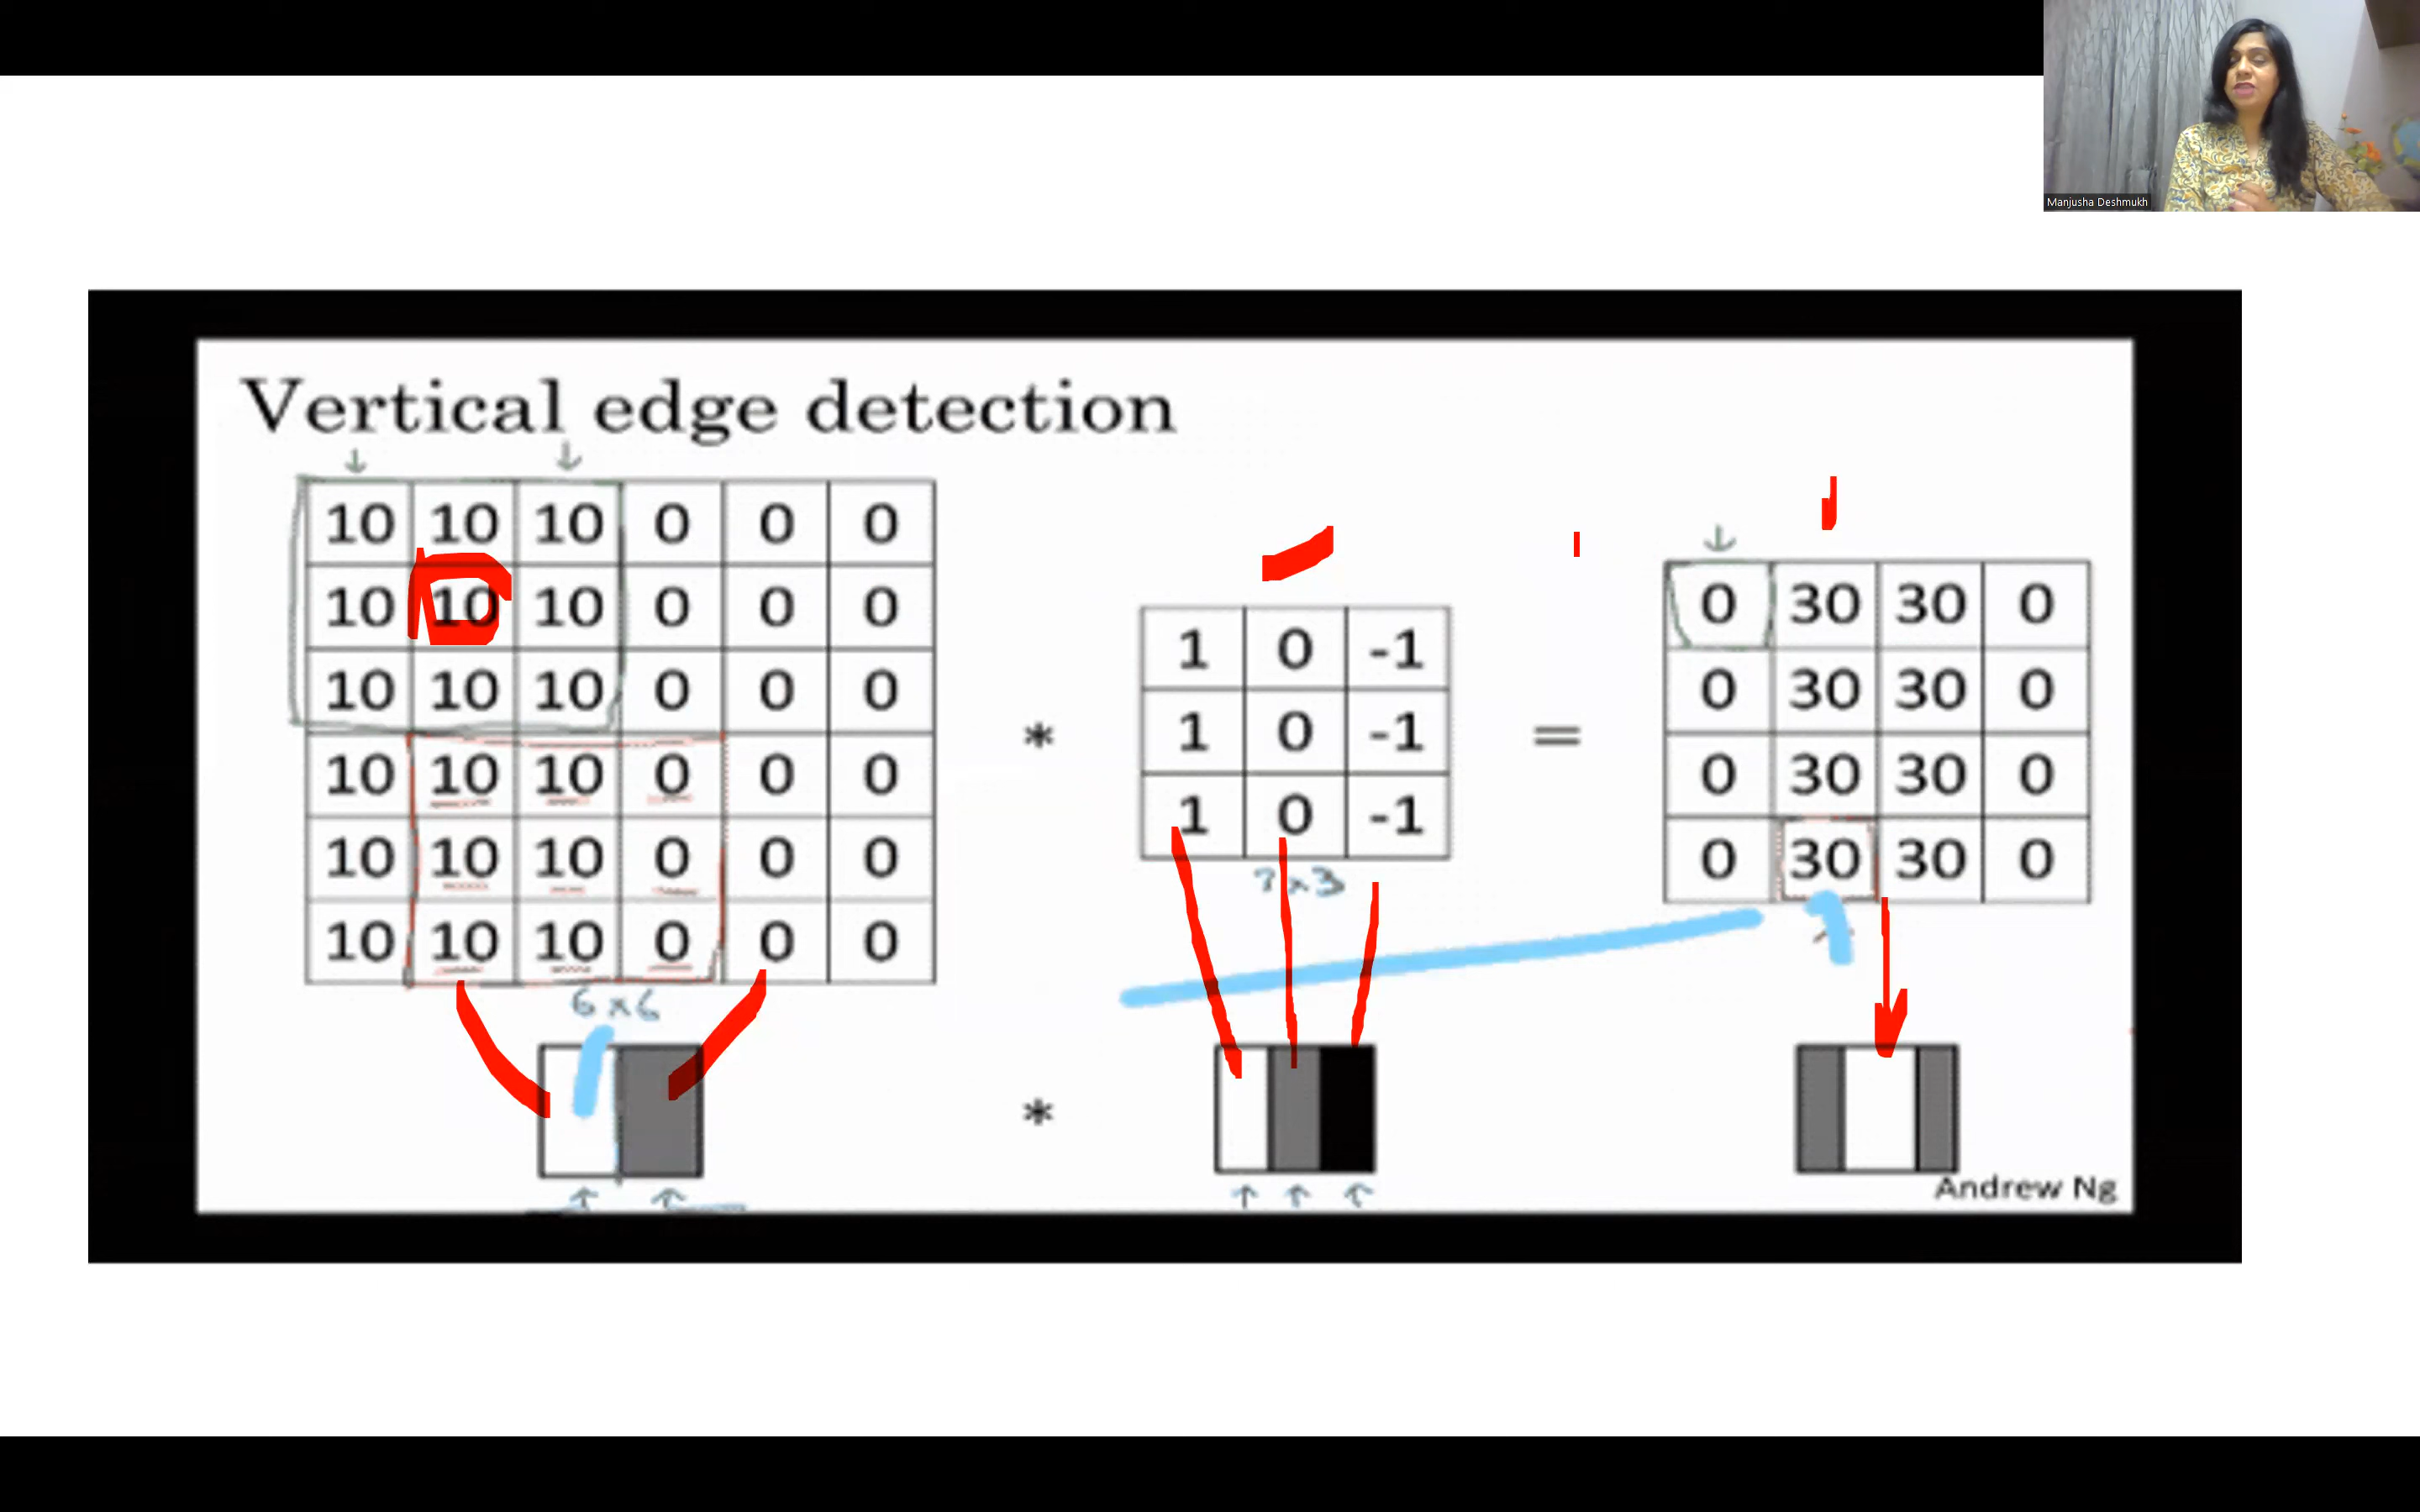 Manjusha Deshmukh
Vertical edge detection
10 10 10 0 0 0
10 10 10 0 0 0
10 10 10 0 0 0
10 10 10 0 0 0
10 10 10 0 0 0
10 10 10 0 0 0
6 x 6
*
1 0 -1
1 0 -1
1 0 -1
x 3
=
0 30 30 0
0 30 30 0
0 30 30 0
0 30 30 0
*
Andrew Ng